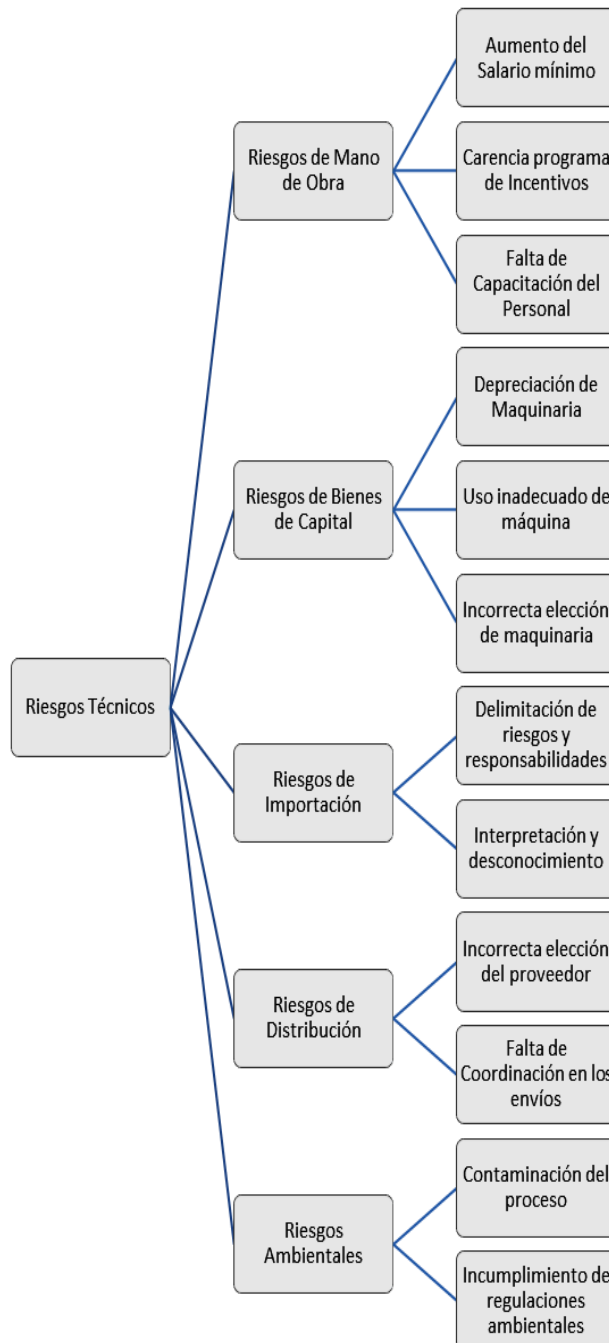 Riesgos Técnicos
Riesgos de Mano
de Obra
Aumento del
Salario mínimo
Carencia programa
de Incentivos
Falta de
Capacitación del
Personal
Riesgos de Bienes
de Capital
Depreciación de
Maquinaria
Uso inadecuado de
máquina
Incorrecta elección
de maquinaria
Riesgos de
Importación
Delimitación de
riesgos y
responsabilidades
Interpretación y
desconocimiento
Riesgos de
Distribución
Incorrecta elección
del proveedor
Falta de
Coordinación en los
envíos
Riesgos
Ambientales
Contaminación del
proceso
Incumplimiento de
regulaciones
ambientales